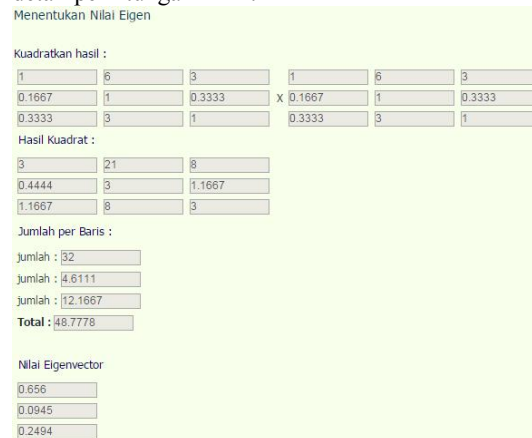 Menentukan Nilai Eigen
Kuadratkan hasil :
1 6 3 1 6 3
0.1667 1 0.3333 X 0.1667 1 0.3333
0.3333 3 1 0.3333 3 1
Hasil Kuadrat :
3 21 8
0.4444 3 1.1667
1.1667 8 3
Jumlah per Baris :
jumlah : 32
jumlah : 4.6111
jumlah : 12.1667
Total : 48.7778
Nilai Eigenvector
0.656
0.0945
0.2494